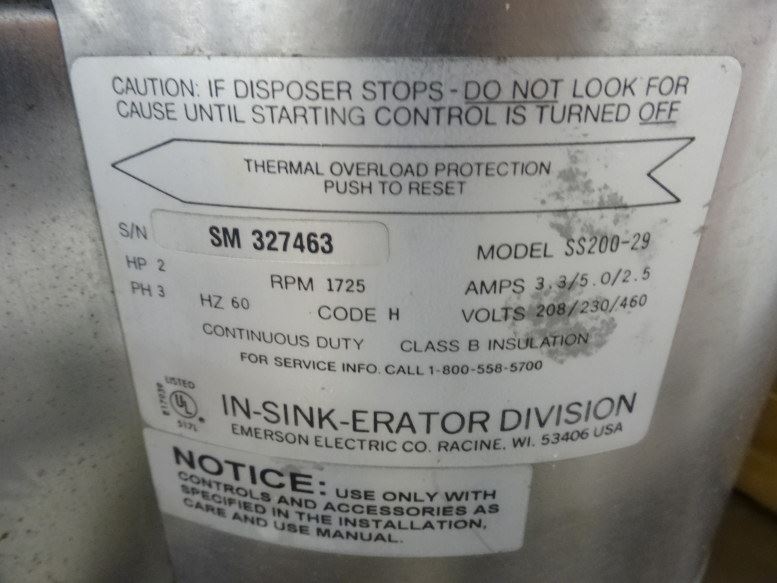 CAUTION: IF DISPOSER STOPS - DO NOT LOOK FOR
CAUSE UNTIL STARTING CONTROL IS TURNED OFF
THERMAL OVERLOAD PROTECTION
PUSH TO RESET
S/N SM 327463 MODEL SS200-29
HP 2 RPM 1725 AMPS 3.3/5.0/2.5
PH 3 HZ 60 CODE H VOLTS 208/230/460
CONTINUOUS DUTY CLASS B INSULATION
FOR SERVICE INFO. CALL 1-800-558-5700
LISTED
UL
517L
IN-SINK-ERATOR DIVISION
EMERSON ELECTRIC CO. RACINE, WI. 53406 USA
NOTICE: USE ONLY WITH
CONTROLS AND ACCESSORIES AS
SPECIFIED IN THE INSTALLATION,
CARE AND USE MANUAL.